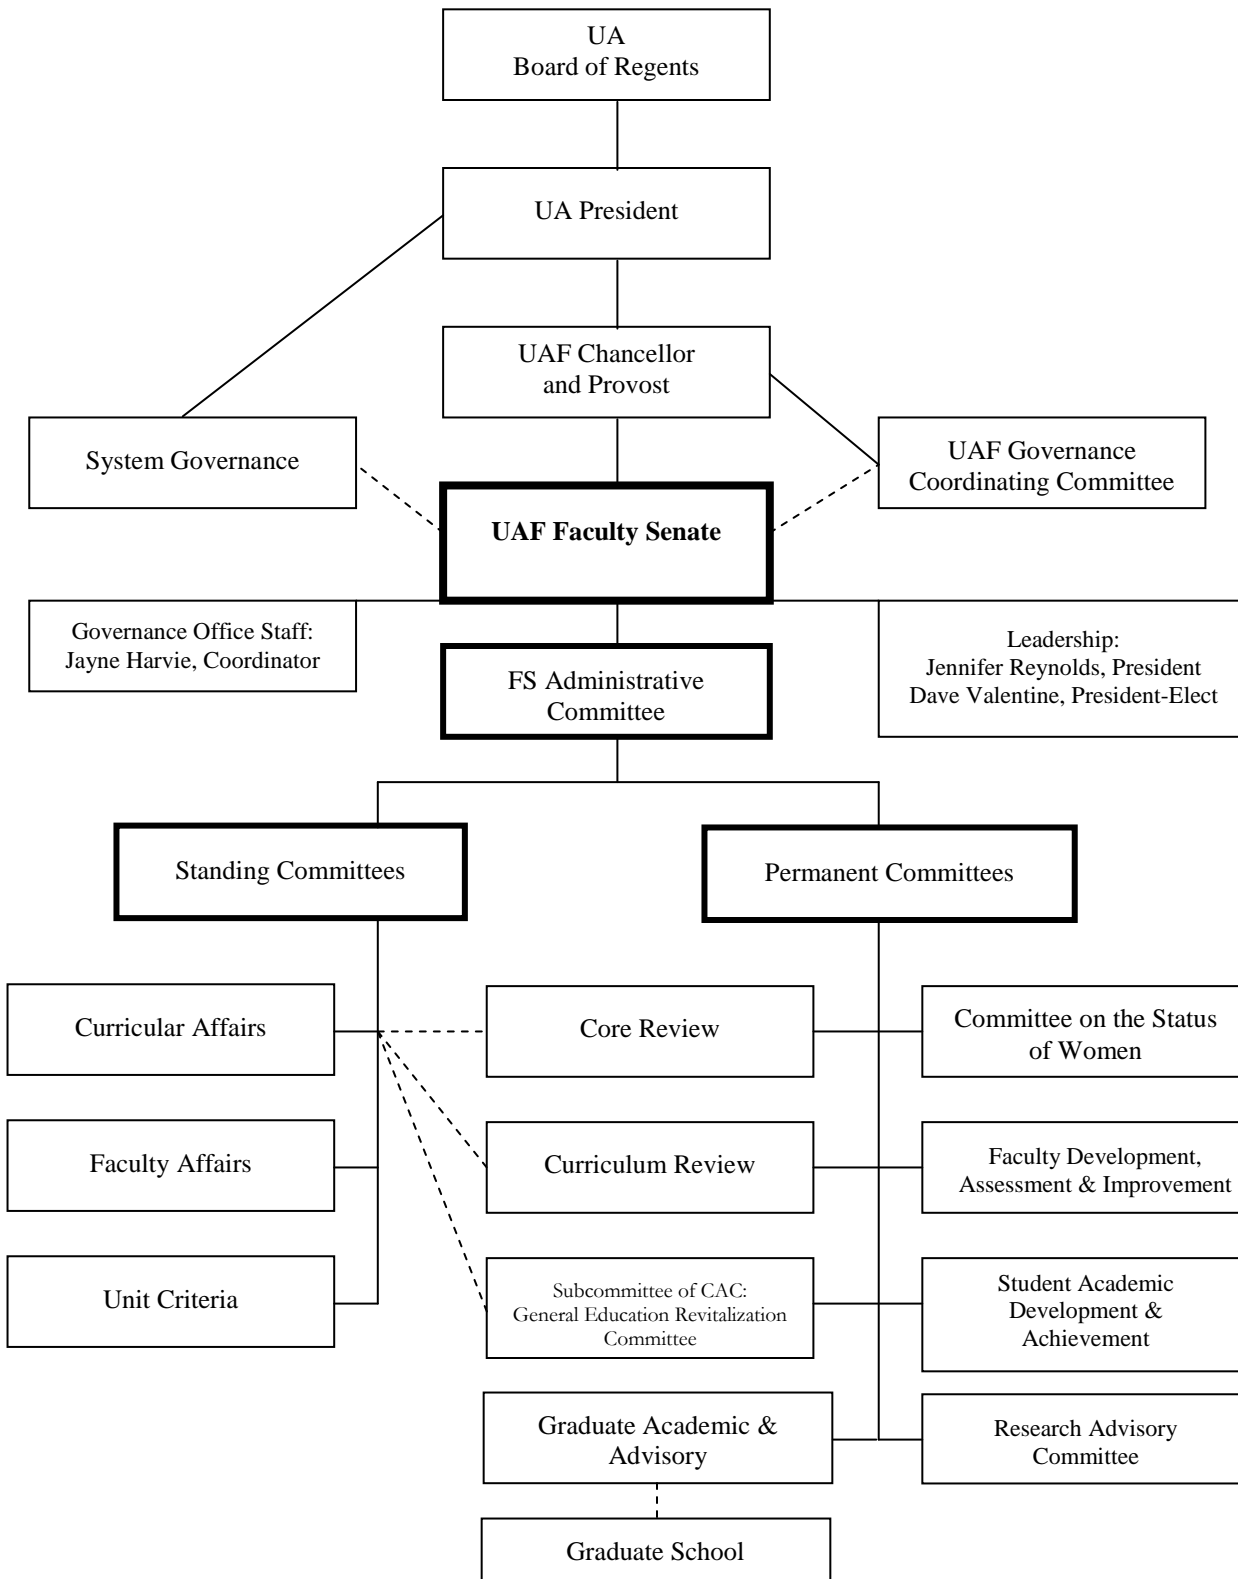 UA
Board of Regents
UA President
UAF Chancellor
and Provost
System Governance
UAF Governance
Coordinating Committee
UAF Faculty Senate
Governance Office Staff:
Jayne Harvie, Coordinator
Leadership:
Jennifer Reynolds, President
Dave Valentine, President-Elect
FS Administrative
Committee
Standing Committees
Permanent Committees
Curricular Affairs
Core Review
Committee on the Status
of Women
Faculty Affairs
Curriculum Review
Faculty Development,
Assessment & Improvement
Unit Criteria
Subcommittee of CAC:
General Education Revitalization
Committee
Student Academic
Development &
Achievement
Graduate Academic &
Advisory
Research Advisory
Committee
Graduate School